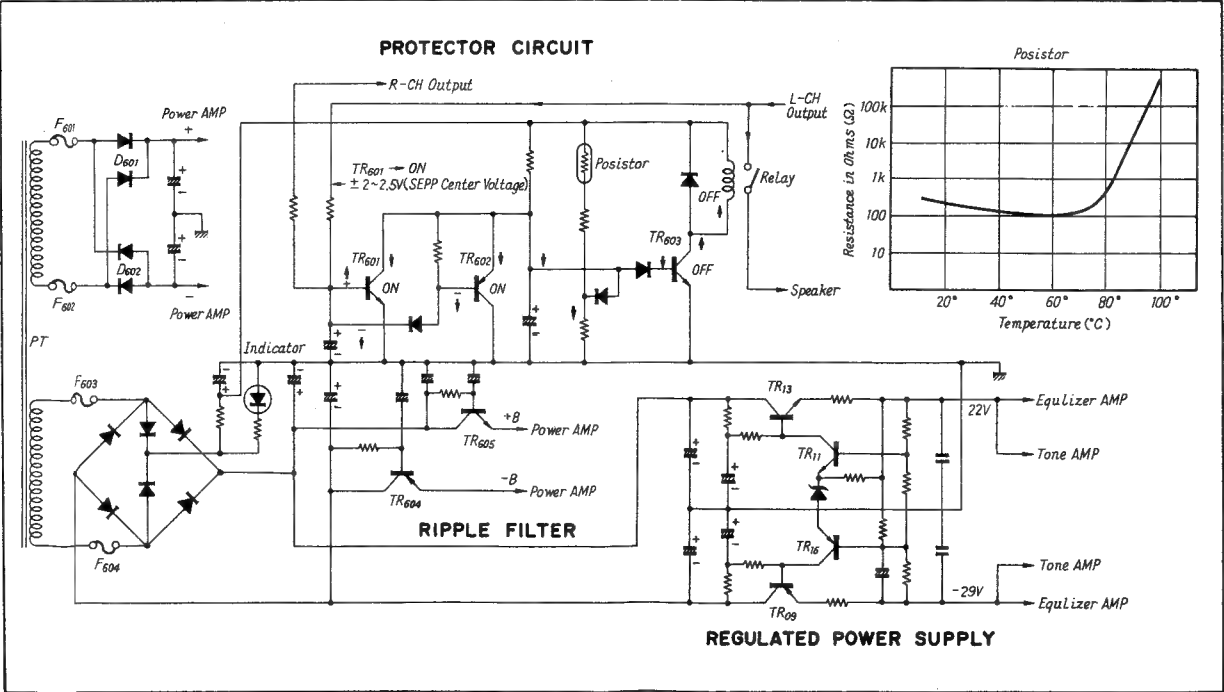 PROTECTOR CIRCUIT
Posistor
R-CH Output
L-CH
Output
Power AMP
+
F601
D601
D602
F602
−
Power AMP
PT
TR601 → ON
± 2~2,5V(SEPP Center Voltage)
Posistor
OFF
Relay
TR601
ON
TR602
ON
TR603
OFF
Speaker
Resistance in Ohms (Ω)
100k
10k
1k
100
10
20°
40°
60°
80°
100°
Temperature (°C)
Indicator
F603
F604
TR605
+B
Power AMP
TR604
-B
Power AMP
RIPPLE FILTER
TR13
22V
Equlizer AMP
TR11
Tone AMP
TR16
Tone AMP
-29V
Equlizer AMP
TR09
REGULATED POWER SUPPLY